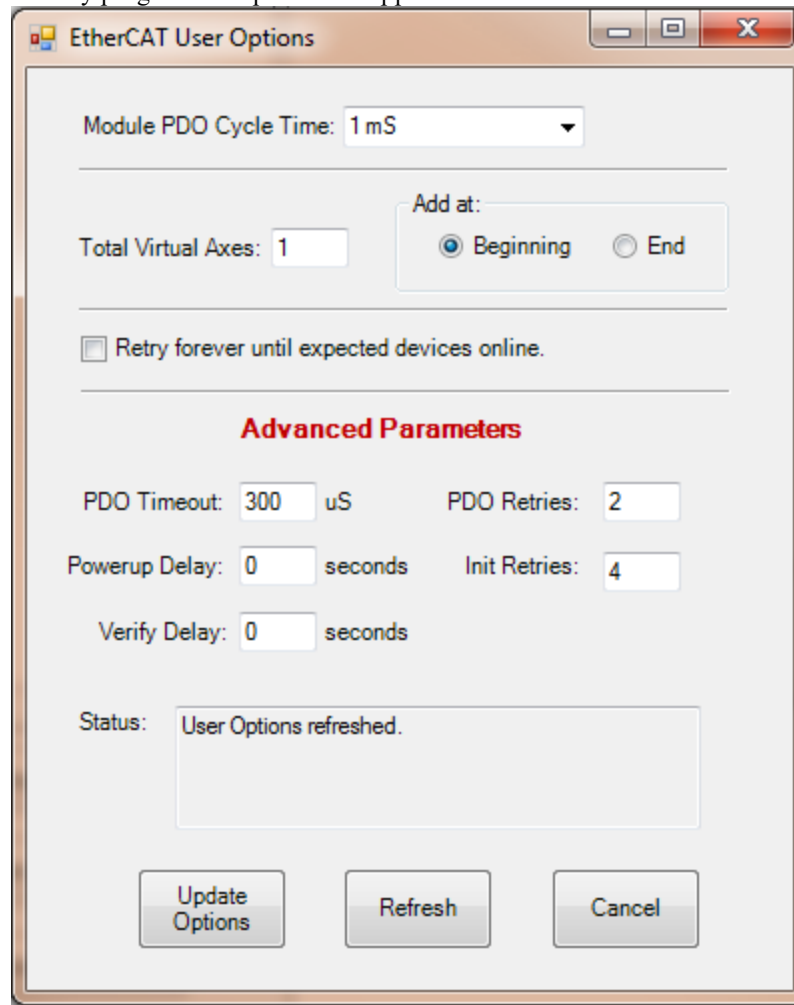 EtherCAT User Options
Module PDO Cycle Time: 1 mS
Add at:
Total Virtual Axes: 1 Beginning End
Retry forever until expected devices online.
Advanced Parameters
PDO Timeout: 300 uS PDO Retries: 2
Powerup Delay: 0 seconds Init Retries: 4
Verify Delay: 0 seconds
Status: User Options refreshed.
Update
Options
Refresh
Cancel